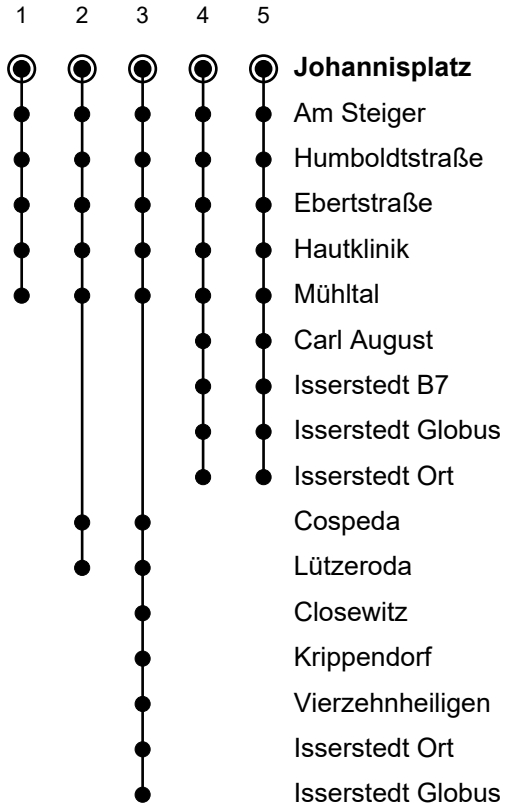 1 2 3 4 5
Johannisplatz
Am Steiger
Humboldtstraße
Ebertstraße
Hautklinik
Mühltal
Carl August
Isserstedt B7
Isserstedt Globus
Isserstedt Ort
Cospeda
Lützeroda
Closewitz
Krippendorf
Vierzehnheiligen
Isserstedt Ort
Isserstedt Globus